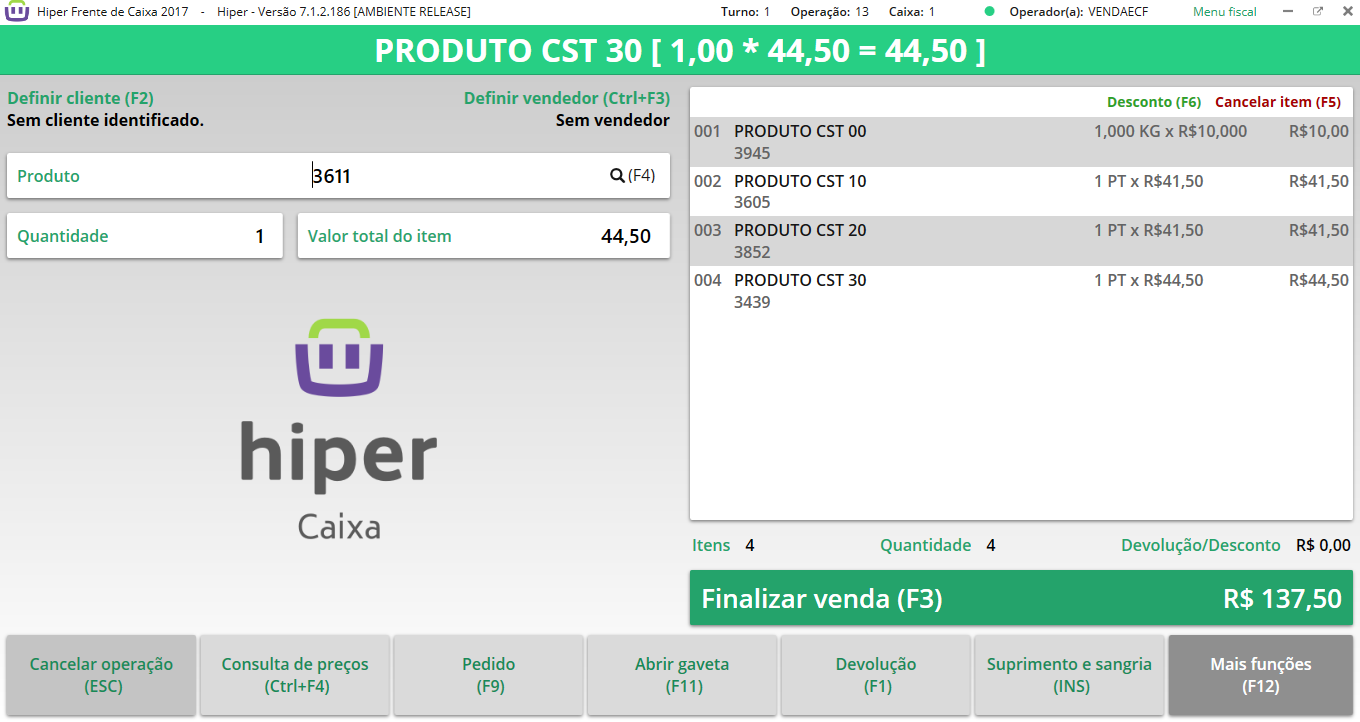 Hiper Frente de Caixa 2017 - Hiper - Versão 7.1.2.186 [AMBIENTE RELEASE] Turno: 1 Operação: 13 Caixa: 1 Operador(a): VENDAECF Menu fiscal
PRODUTO CST 30 [ 1,00 * 44,50 = 44,50 ]
Definir cliente (F2) Definir vendedor (Ctrl+F3)
Sem cliente identificado. Sem vendedor
Produto 3611 (F4)
Quantidade 1 Valor total do item 44,50
hiper
Caixa
Desconto (F6) Cancelar item (F5)
001 PRODUTO CST 00 1,000 KG x R$10,000 R$10,00
3945
002 PRODUTO CST 10 1 PT x R$41,50 R$41,50
3605
003 PRODUTO CST 20 1 PT x R$41,50 R$41,50
3852
004 PRODUTO CST 30 1 PT x R$44,50 R$44,50
3439
Itens 4 Quantidade 4 Devolução/Desconto R$ 0,00
Finalizar venda (F3) R$ 137,50
Cancelar operação
(ESC)
Consulta de preços
(Ctrl+F4)
Pedido
(F9)
Abrir gaveta
(F11)
Devolução
(F1)
Suprimento e sangria
(INS)
Mais funções
(F12)